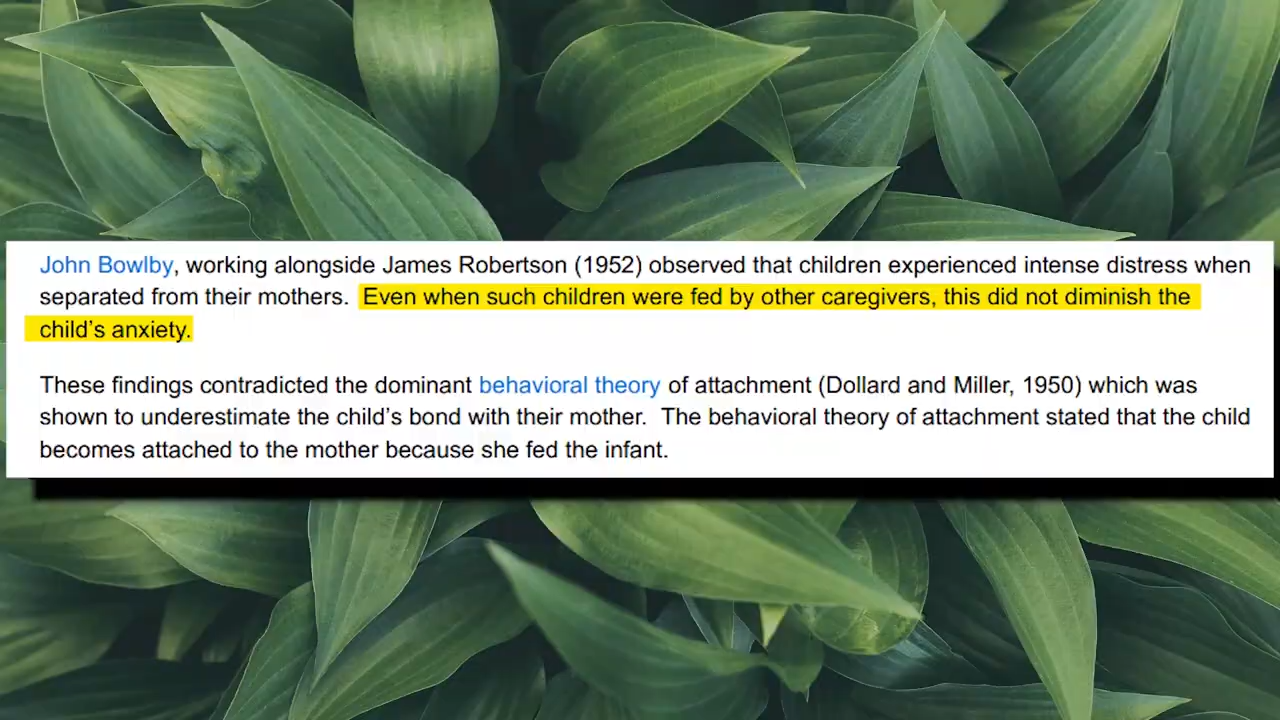 John Bowlby, working alongside James Robertson (1952) observed that children experienced intense distress when
separated from their mothers.  Even when such children were fed by other caregivers, this did not diminish the
child’s anxiety.
These findings contradicted the dominant behavioral theory of attachment (Dollard and Miller, 1950) which was
shown to underestimate the child’s bond with their mother.  The behavioral theory of attachment stated that the child
becomes attached to the mother because she fed the infant.